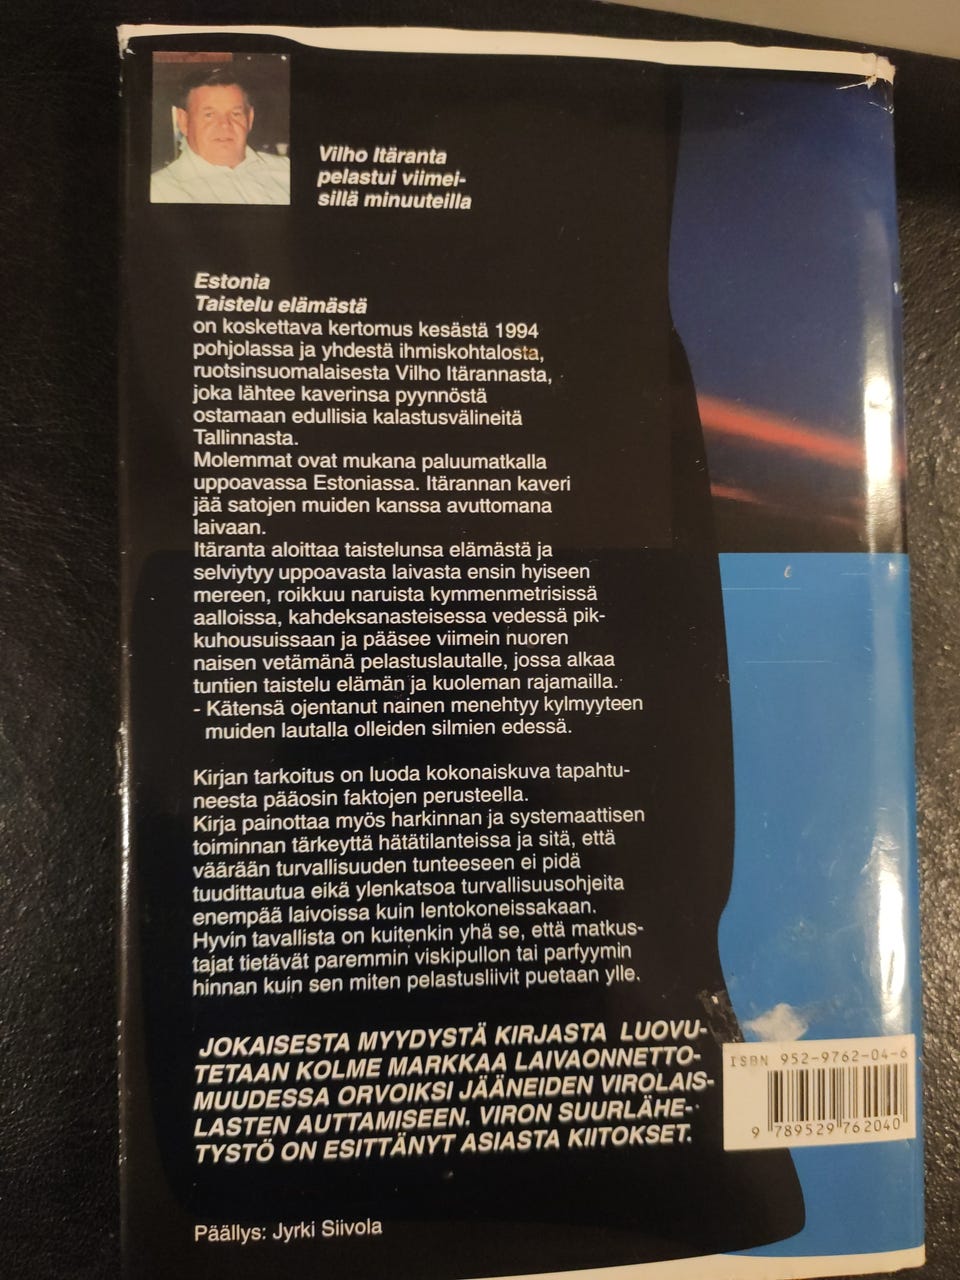 Vilho Itäranta
pelastui viimei-
sillä minuuteilla
Estonia
Taistelu elämästä
on koskettava kertomus kesästä 1994
pohjolassa ja yhdestä ihmiskohtalosta,
ruotsinsuomalaisesta Vilho Itärannasta,
joka lähtee kaverinsa pyynnöstä
ostamaan edullisia kalastusvälineitä
Tallinnasta.
Molemmat ovat mukana paluumatkalla
uppoavassa Estoniassa. Itärannan kaveri
jää satojen muiden kanssa avuttomana
laivaan.
Itäranta aloittaa taistelunsa elämästä ja
selviytyy uppoavasta laivasta ensin hyiseen
mereen, roikkuu naruista kymmenmetrisissä
aalloissa, kahdeksanasteisessa vedessä pik-
kuhousuissaan ja pääsee viimein nuoren
naisen vetämänä pelastuslautalle, jossa alkaa
tuntien taistelu elämän ja kuoleman rajamailla.
- Kätensä ojentanut nainen menehtyy kylmyyteen
muiden lautalla olleiden silmien edessä.
Kirjan tarkoitus on luoda kokonaiskuva tapahtu-
neesta pääosin faktojen perusteella.
Kirja painottaa myös harkinnan ja systemaattisen
toiminnan tärkeyttä hätätilanteissa ja sitä, että
väärään turvallisuuden tunteeseen ei pidä
tuudittautua eikä ylenkatsoa turvallisuusohjeita
enempää laivoissa kuin lentokoneissakaan.
Hyvin tavallista on kuitenkin yhä se, että matkus-
tajat tietävät paremmin viskipullon tai parfyymin
hinnan kuin sen miten pelastusliivit puetaan ylle.
JOKAISESTA MYYDYSTÄ KIRJASTA LUOVU-
TETAAN KOLME MARKKAA LAIVAONNETTO-
MUUDESSA ORVOIKSI JÄÄNEIDEN VIROLAIS-
LASTEN AUTTAMISEEN. VIRON SUURLÄHE-
TYSTÖ ON ESITTÄNYT ASIASTA KIITOKSET.
ISBN 952-9762-04-6
9 789529 762040
Päällys: Jyrki Siivola